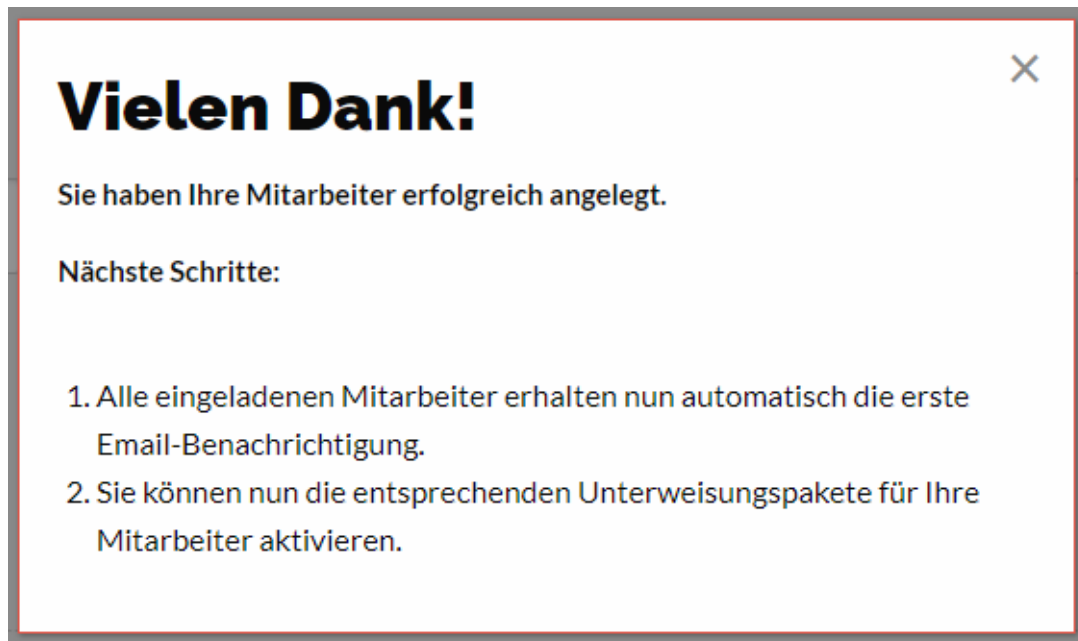 Vielen Dank!
Sie haben Ihre Mitarbeiter erfolgreich angelegt.
Nächste Schritte:
1. Alle eingeladenen Mitarbeiter erhalten nun automatisch die erste
Email-Benachrichtigung.
2. Sie können nun die entsprechenden Unterweisungspakete für Ihre
Mitarbeiter aktivieren.